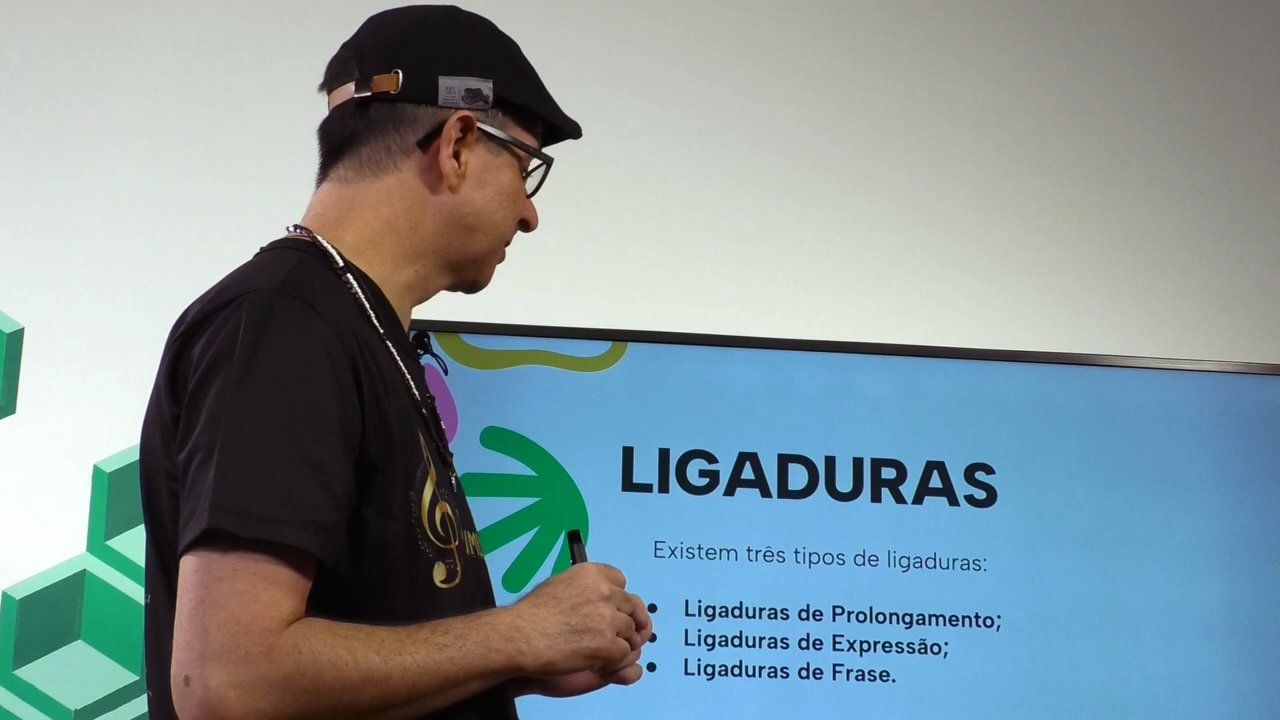 LIGADURAS
Existem três tipos de ligaduras:
• Ligaduras de Prolongamento;
• Ligaduras de Expressão;
• Ligaduras de Frase.